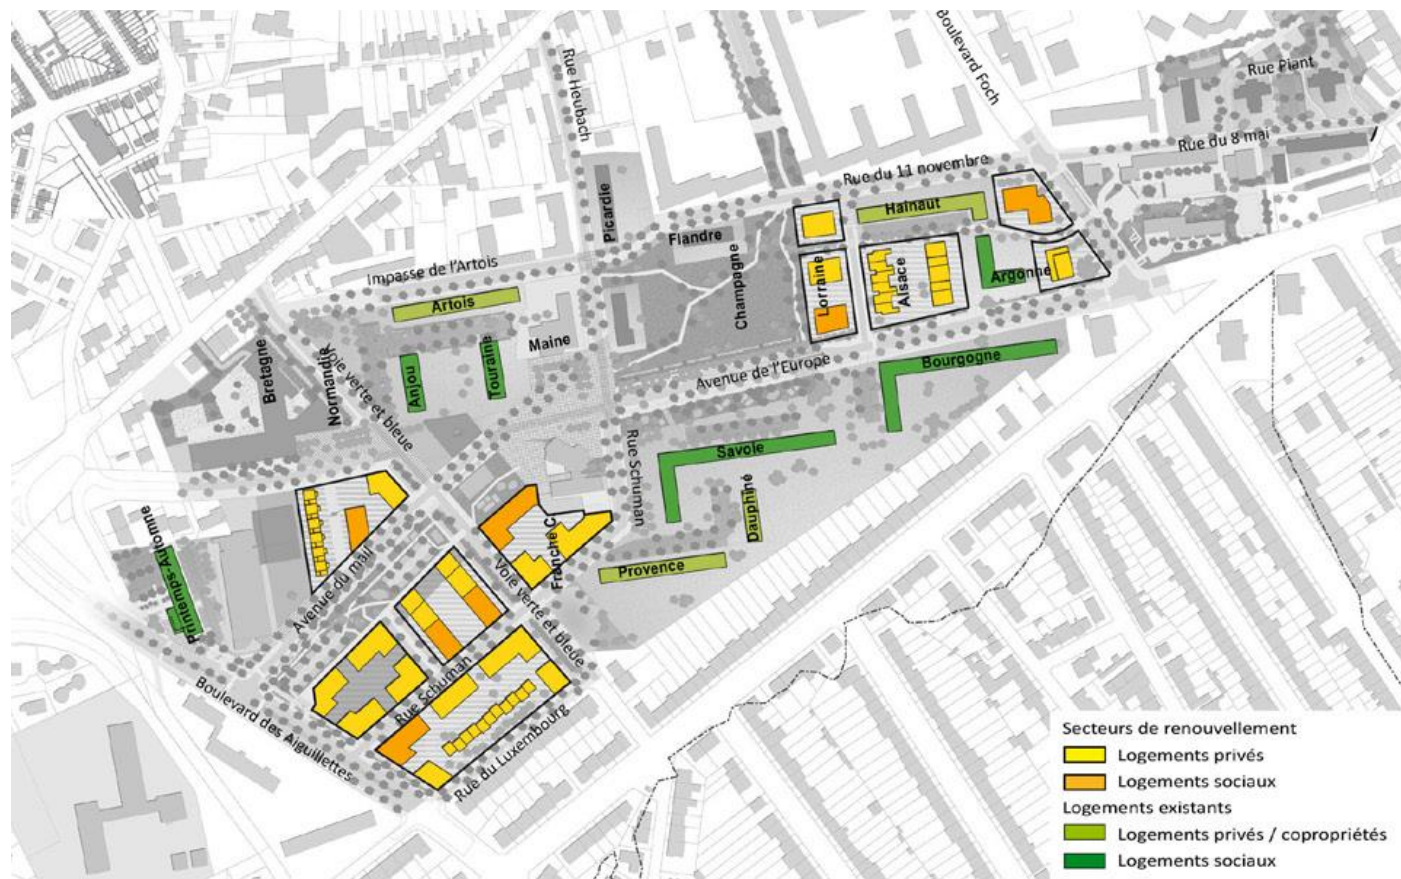 Boulevard Foch
Rue Piant
Rue Heubach
Rue du 8 mai
Rue du 11 novembre
Picardie
Hainaut
Flandre
Impasse de l'Artois
Champagne
Lorraine
Alsace
Argonne
Artois
Maine
Touraine
Anjou
Bretagne
Normandie
Voie verte et bleue
Avenue de l'Europe
Bourgogne
Savoie
Rue Schuman
Dauphiné
Provence
Franche C
Printemps-Automne
Avenue du mail
Voie verte et bleue
Rue Schuman
Boulevard des Aiguillettes
Rue du Luxembourg
Secteurs de renouvellement
Logements privés
Logements sociaux
Logements existants
Logements privés / copropriétés
Logements sociaux